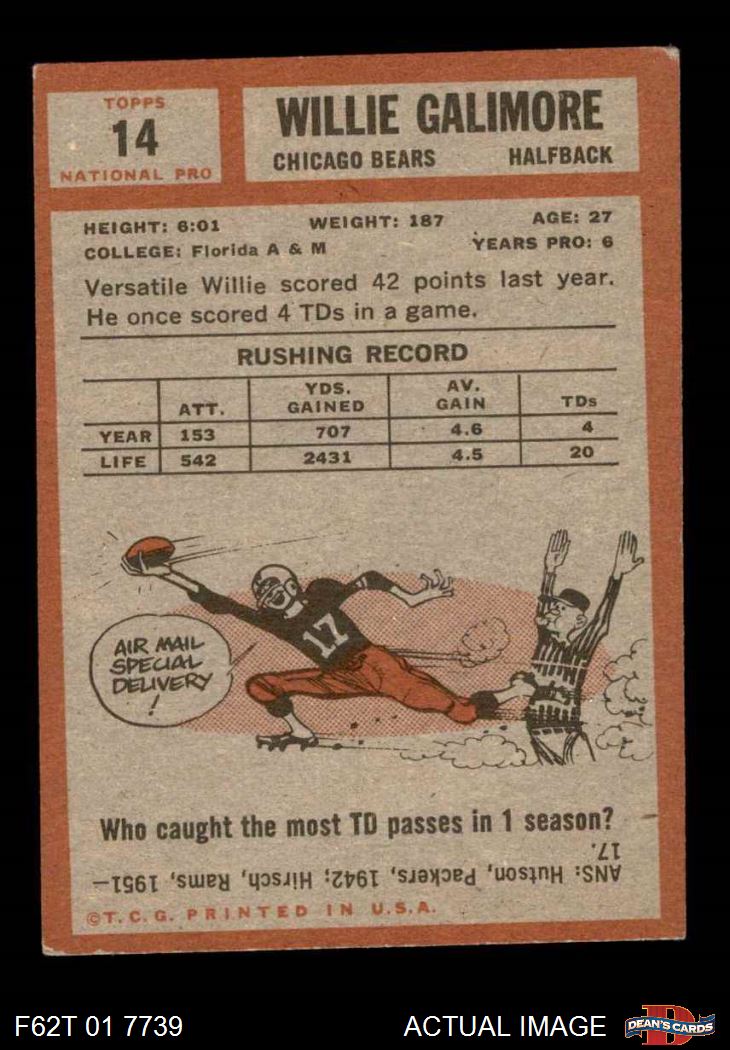 TOPPS
14
NATIONAL PRO
WILLIE GALIMORE
CHICAGO BEARS HALFBACK
HEIGHT: 6:01 WEIGHT: 187 AGE: 27
COLLEGE: Florida A & M YEARS PRO: 6
Versatile Willie scored 42 points last year.
He once scored 4 TDs in a game.
RUSHING RECORD
ATT. YDS. GAINED AV. GAIN TDs
YEAR 153 707 4.6 4
LIFE 542 2431 4.5 20
17
AIR MAIL
SPECIAL
DELIVERY
!
Who caught the most TD passes in 1 season?
ANS: Hutson, Packers, 1942; Hirsch, Rams, 1951—
17.
©T.C.G. PRINTED IN U.S.A.
F62T 01 7739 ACTUAL IMAGE
D
DEAN'S CARDS